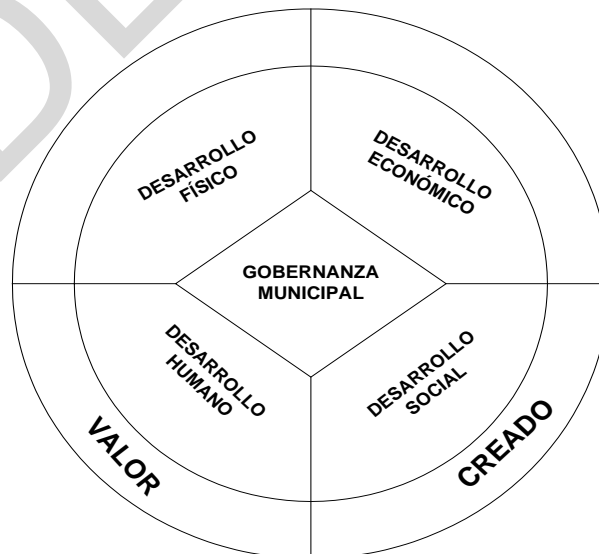 DESARROLLO
FÍSICO
DESARROLLO
ECONÓMICO
GOBERNANZA
MUNICIPAL
DESARROLLO
HUMANO
DESARROLLO
SOCIAL
VALOR
CREADO